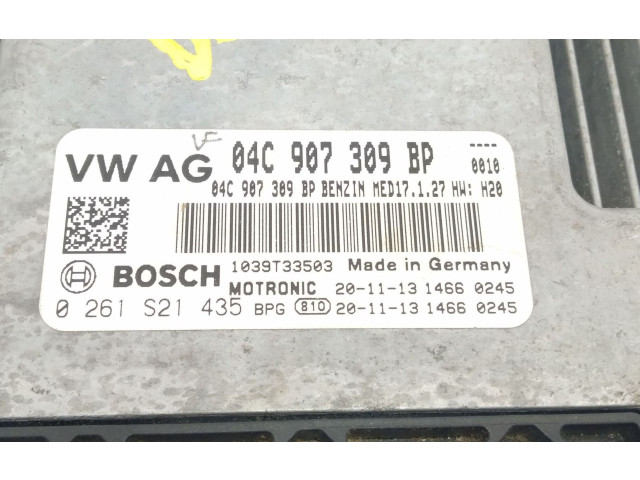 VF
VW AG 04C 907 309 BP ---- 0010
04C 907 309 BP BENZIN MED17.1.27 HW: H20
BOSCH 1039T33503 Made in Germany
MOTRONIC 20-11-13 1466 0245
0 261 S21 435 BPG 810 20-11-13 1466 0245